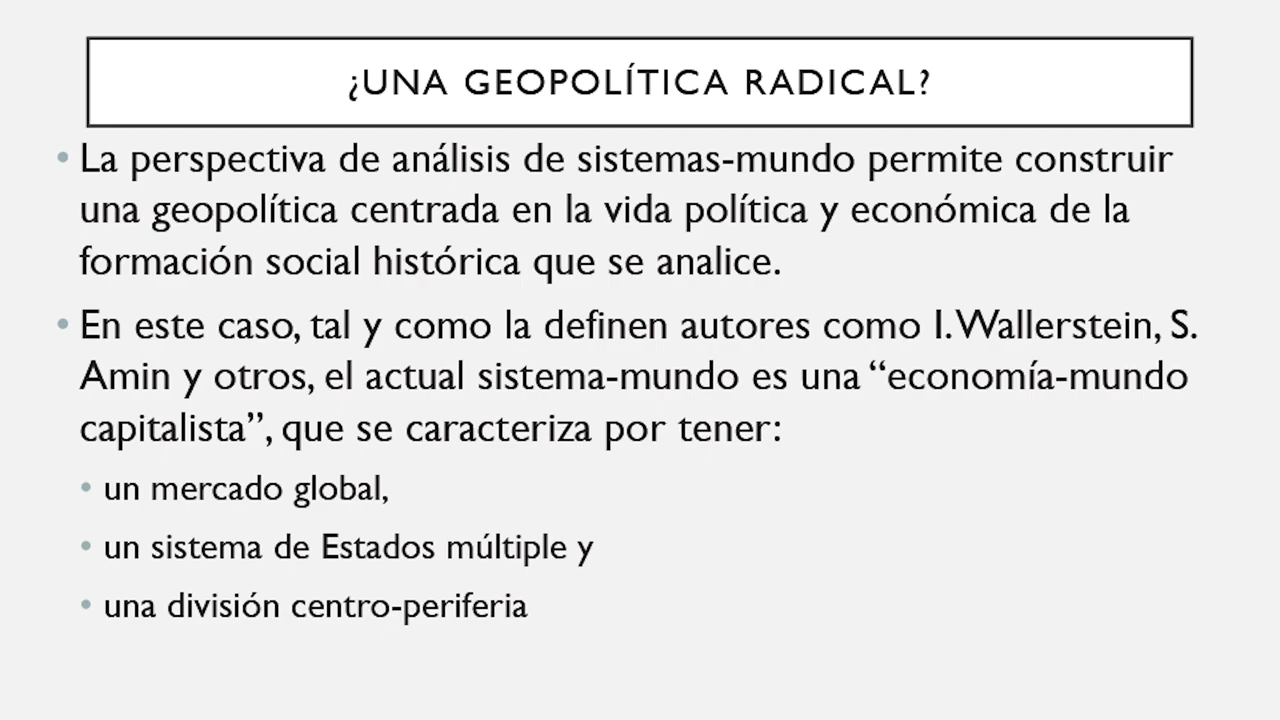 ¿UNA GEOPOLÍTICA RADICAL?
• La perspectiva de análisis de sistemas-mundo permite construir
una geopolítica centrada en la vida política y económica de la
formación social histórica que se analice.
• En este caso, tal y como la definen autores como I. Wallerstein, S.
Amin y otros, el actual sistema-mundo es una “economía-mundo
capitalista”, que se caracteriza por tener:
• un mercado global,
• un sistema de Estados múltiple y
• una división centro-periferia